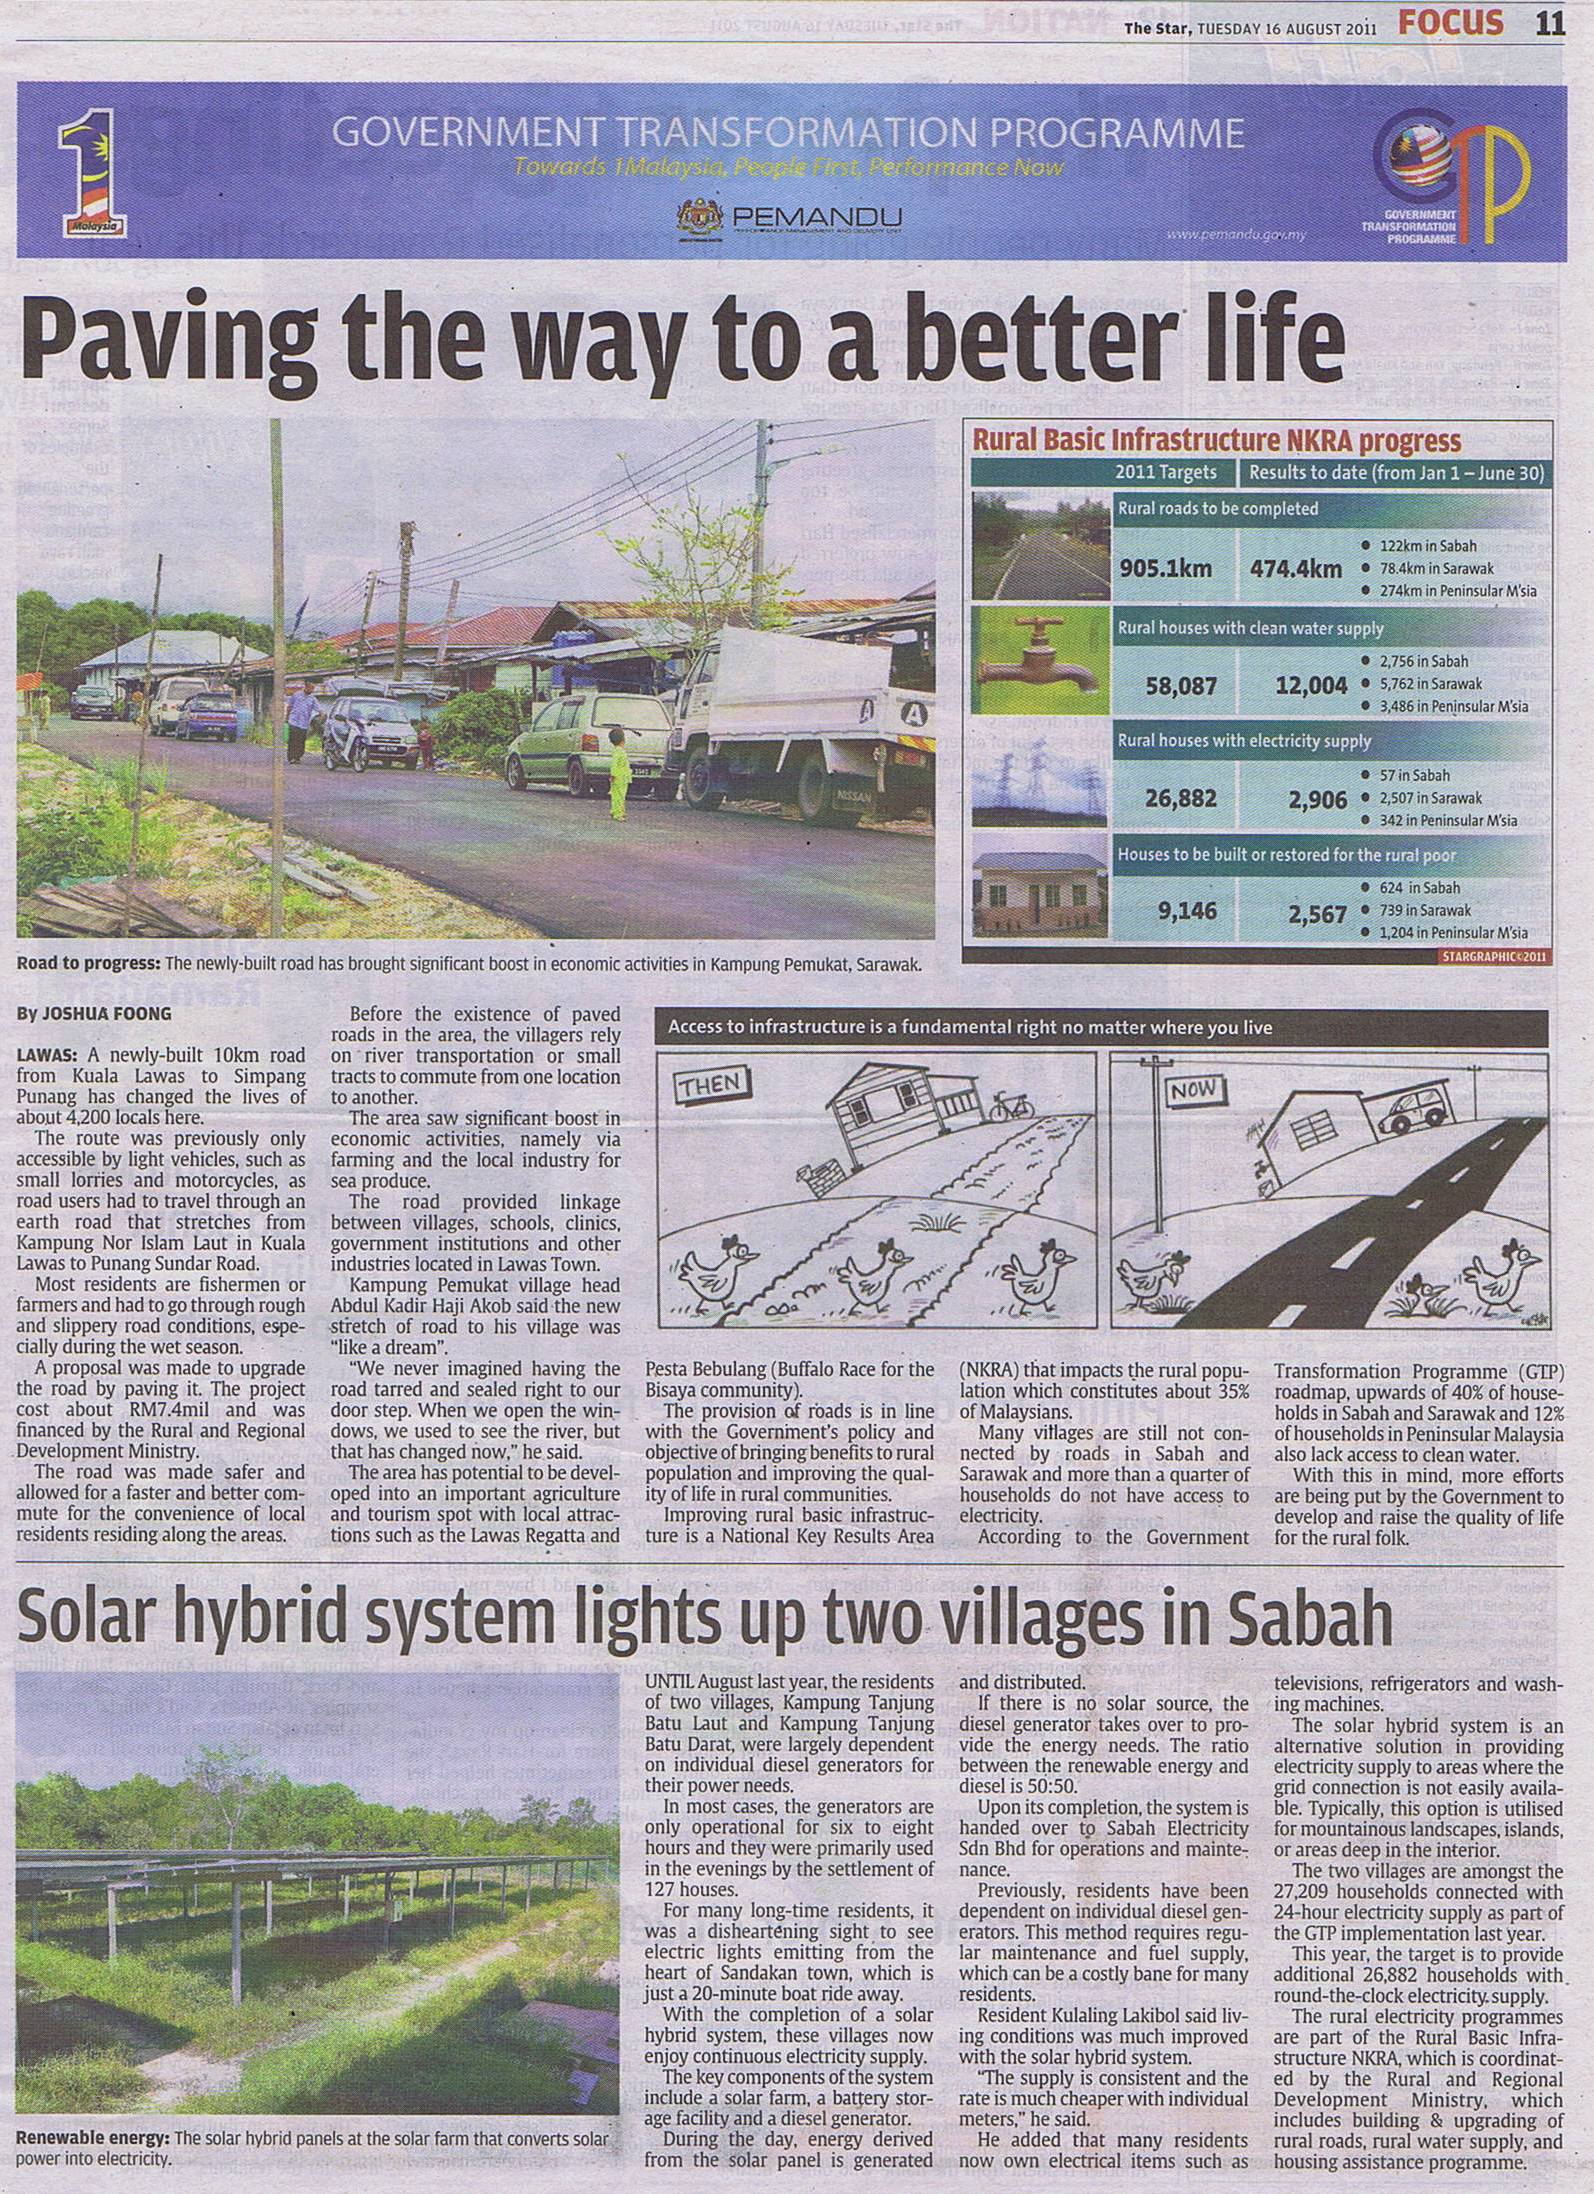 The Star, TUESDAY 16 AUGUST 2011 FOCUS 11
1
Malaysia
GOVERNMENT TRANSFORMATION PROGRAMME
Towards 1Malaysia, People First, Performance Now
PEMANDU
PERFORMANCE MANAGEMENT AND DELIVERY UNIT
www.pemandu.gov.my
GTP
GOVERNMENT
TRANSFORMATION
PROGRAMME
Paving the way to a better life
A A
NISSAN
Road to progress: The newly-built road has brought significant boost in economic activities in Kampung Pemukat, Sarawak.
Rural Basic Infrastructure NKRA progress
2011 Targets Results to date (from Jan 1 – June 30)
Rural roads to be completed
905.1km 474.4km
• 122km in Sabah
• 78.4km in Sarawak
• 274km in Peninsular M'sia
Rural houses with clean water supply
58,087 12,004
• 2,756 in Sabah
• 5,762 in Sarawak
• 3,486 in Peninsular M'sia
Rural houses with electricity supply
26,882 2,906
• 57 in Sabah
• 2,507 in Sarawak
• 342 in Peninsular M'sia
Houses to be built or restored for the rural poor
9,146 2,567
• 624 in Sabah
• 739 in Sarawak
• 1,204 in Peninsular M'sia
STARGRAPHIC©2011
By JOSHUA FOONG
LAWAS: A newly-built 10km road
from Kuala Lawas to Simpang
Punang has changed the lives of
about 4,200 locals here.
The route was previously only
accessible by light vehicles, such as
small lorries and motorcycles, as
road users had to travel through an
earth road that stretches from
Kampung Nor Islam Laut in Kuala
Lawas to Punang Sundar Road.
Most residents are fishermen or
farmers and had to go through rough
and slippery road conditions, espe-
cially during the wet season.
A proposal was made to upgrade
the road by paving it. The project
cost about RM7.4mil and was
financed by the Rural and Regional
Development Ministry.
The road was made safer and
allowed for a faster and better com-
mute for the convenience of local
residents residing along the areas.
Before the existence of paved
roads in the area, the villagers rely
on river transportation or small
tracts to commute from one location
to another.
The area saw significant boost in
economic activities, namely via
farming and the local industry for
sea produce.
The road provided linkage
between villages, schools, clinics,
government institutions and other
industries located in Lawas Town.
Kampung Pemukat village head
Abdul Kadir Haji Akob said the new
stretch of road to his village was
"like a dream".
"We never imagined having the
road tarred and sealed right to our
door step. When we open the win-
dows, we used to see the river, but
that has changed now," he said.
The area has potential to be devel-
oped into an important agriculture
and tourism spot with local attrac-
tions such as the Lawas Regatta and
Access to infrastructure is a fundamental right no matter where you live
THEN
NOW
Pesta Bebulang (Buffalo Race for the
Bisaya community).
The provision of roads is in line
with the Government's policy and
objective of bringing benefits to rural
population and improving the qual-
ity of life in rural communities.
Improving rural basic infrastruc-
ture is a National Key Results Area
(NKRA) that impacts the rural popu-
lation which constitutes about 35%
of Malaysians.
Many villages are still not con-
nected by roads in Sabah and
Sarawak and more than a quarter of
households do not have access to
electricity.
According to the Government
Transformation Programme (GTP)
roadmap, upwards of 40% of house-
holds in Sabah and Sarawak and 12%
of households in Peninsular Malaysia
also lack access to clean water.
With this in mind, more efforts
are being put by the Government to
develop and raise the quality of life
for the rural folk.
Solar hybrid system lights up two villages in Sabah
Renewable energy: The solar hybrid panels at the solar farm that converts solar
power into electricity.
UNTIL August last year, the residents
of two villages, Kampung Tanjung
Batu Laut and Kampung Tanjung
Batu Darat, were largely dependent
on individual diesel generators for
their power needs.
In most cases, the generators are
only operational for six to eight
hours and they were primarily used
in the evenings by the settlement of
127 houses.
For many long-time residents, it
was a disheartening sight to see
electric lights emitting from the
heart of Sandakan town, which is
just a 20-minute boat ride away.
With the completion of a solar
hybrid system, these villages now
enjoy continuous electricity supply.
The key components of the system
include a solar farm, a battery stor-
age facility and a diesel generator.
During the day, energy derived
from the solar panel is generated
and distributed.
If there is no solar source, the
diesel generator takes over to pro-
vide the energy needs. The ratio
between the renewable energy and
diesel is 50:50.
Upon its completion, the system is
handed over to Sabah Electricity
Sdn Bhd for operations and mainte-
nance.
Previously, residents have been
dependent on individual diesel gen-
erators. This method requires regu-
lar maintenance and fuel supply,
which can be a costly bane for many
residents.
Resident Kulaling Lakibol said liv-
ing conditions was much improved
with the solar hybrid system.
"The supply is consistent and the
rate is much cheaper with individual
meters," he said.
He added that many residents
now own electrical items such as
televisions, refrigerators and wash-
ing machines.
The solar hybrid system is an
alternative solution in providing
electricity supply to areas where the
grid connection is not easily availa-
ble. Typically, this option is utilised
for mountainous landscapes, islands,
or areas deep in the interior.
The two villages are amongst the
27,209 households connected with
24-hour electricity supply as part of
the GTP implementation last year.
This year, the target is to provide
additional 26,882 households with
round-the-clock electricity supply.
The rural electricity programmes
are part of the Rural Basic Infra-
structure NKRA, which is coordinat-
ed by the Rural and Regional
Development Ministry, which
includes building & upgrading of
rural roads, rural water supply, and
housing assistance programme.